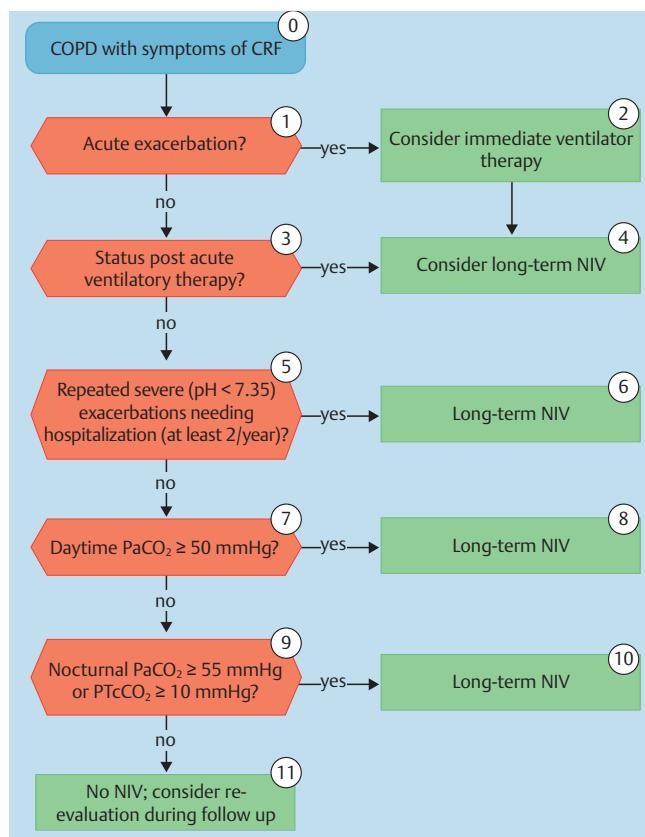 0
COPD with symptoms of CRF
1
Acute exacerbation?
yes
2
Consider immediate ventilator
therapy
no
3
Status post acute
ventilatory therapy?
yes
4
Consider long-term NIV
no
5
Repeated severe (pH < 7.35)
exacerbations needing
hospitalization (at least 2/year)?
yes
6
Long-term NIV
no
7
Daytime PaCO₂ ≥ 50 mmHg?
yes
8
Long-term NIV
no
9
Nocturnal PaCO₂ ≥ 55 mmHg
or PTcCO₂ ≥ 10 mmHg?
yes
10
Long-term NIV
no
11
No NIV; consider re-
evaluation during follow up